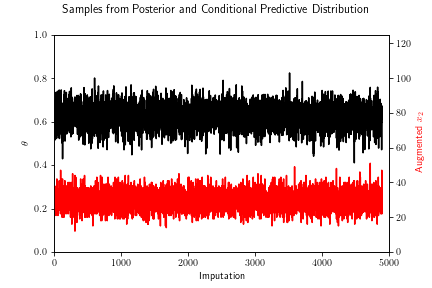 Samples from Posterior and Conditional Predictive Distribution
1.0
0.8
0.6
0.4
0.2
0.0
θ
0 1000 2000 3000 4000 5000
Imputation
120
100
80
60
40
20
0
Augmented x₂